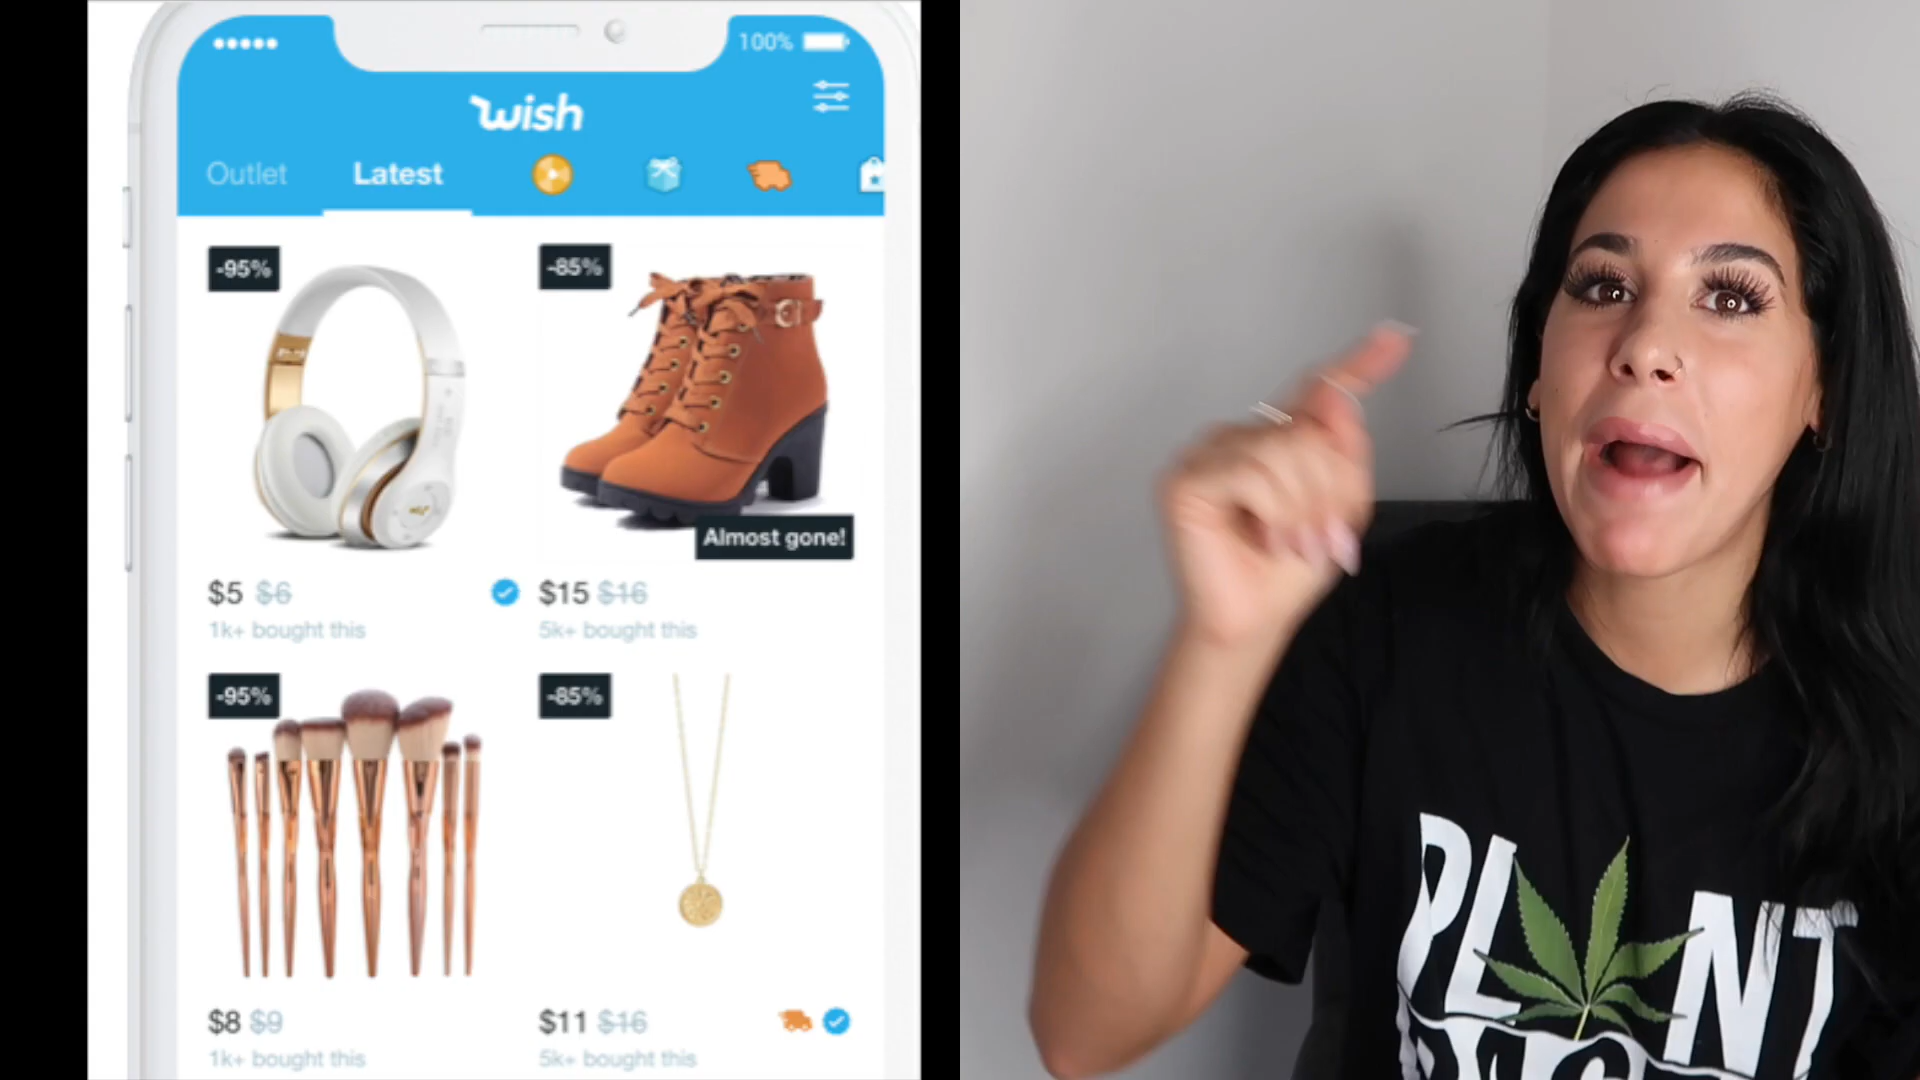 100%
wish
Outlet Latest
-95%
-85%
Almost gone!
$5 $6
1k+ bought this
$15 $16
5k+ bought this
-95%
-85%
$8 $9
1k+ bought this
$11 $16
5k+ bought this
PLANT